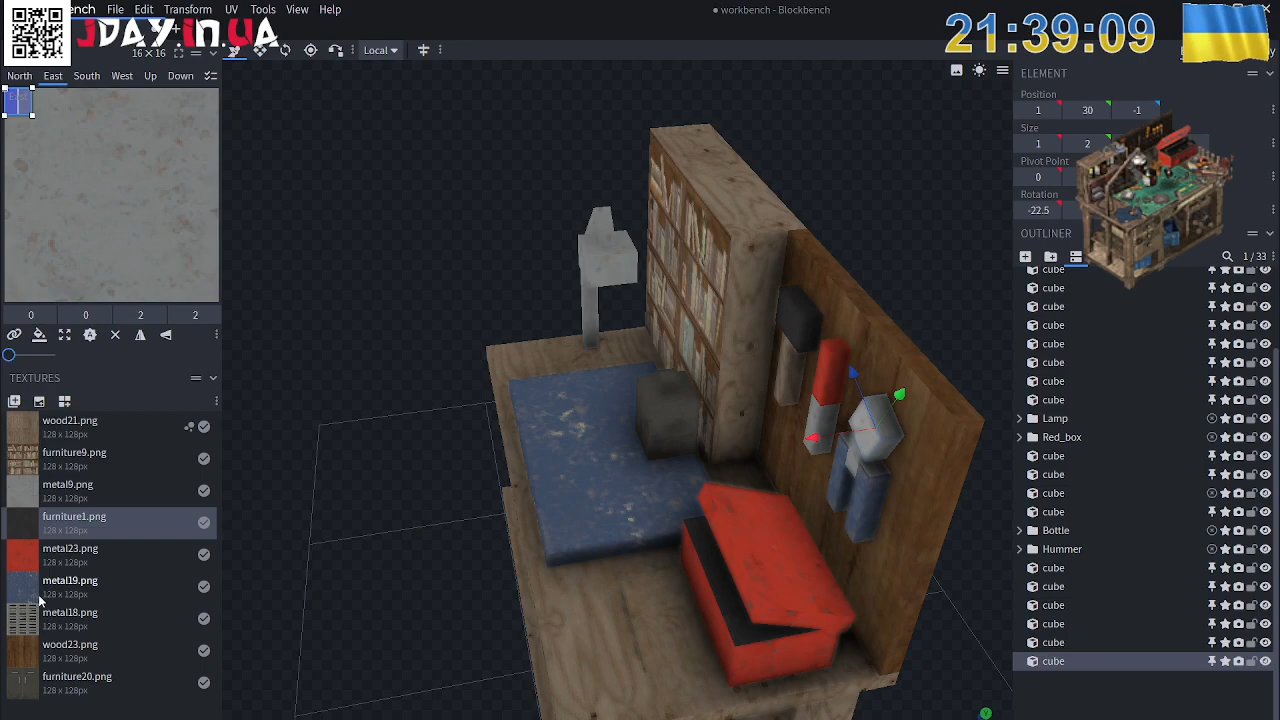 bench File Edit Transform UV Tools View Help
● workbench - Blockbench
JDAY.in.UA
21:39:09
16×16
Local
North East South West Up Down
0 0 2 2
TEXTURES
wood21.png
128 x 128px
furniture9.png
128 x 128px
metal9.png
128 x 128px
furniture1.png
128 x 128px
metal23.png
128 x 128px
metal19.png
128 x 128px
metal18.png
128 x 128px
wood23.png
128 x 128px
furniture20.png
128 x 128px
ELEMENT
Position
1 30 -1
Size
1 2
Pivot Point
0
Rotation
-22.5
OUTLINER
1 / 33
cube
cube
cube
cube
cube
cube
cube
cube
Lamp
Red_box
cube
cube
cube
cube
Bottle
Hummer
cube
cube
cube
cube
cube
cube
Y